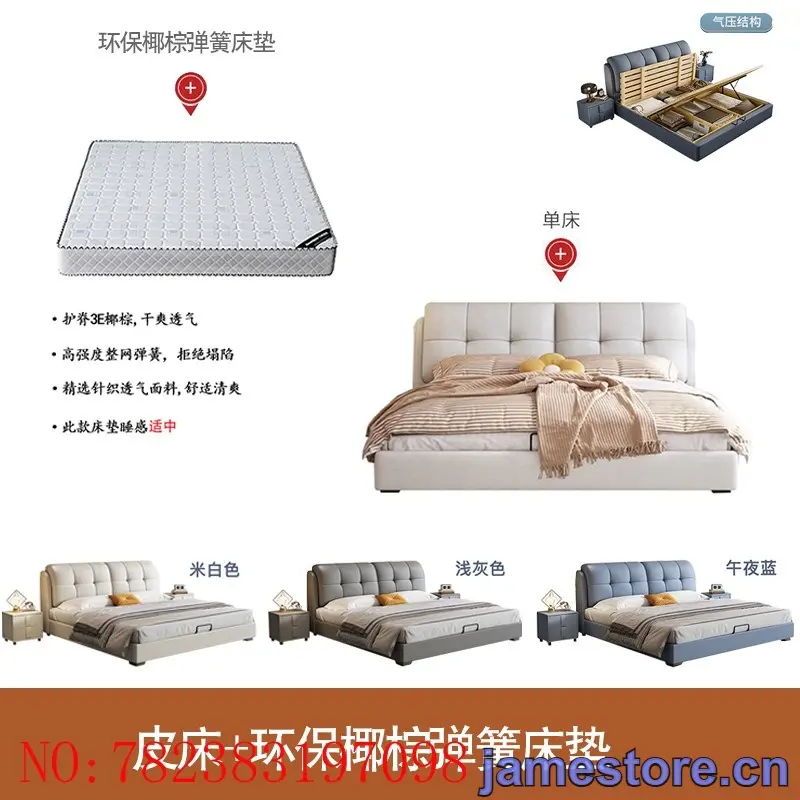 气压结构
环保椰棕弹簧床垫
单床
• 护脊3E椰棕,干爽透气
• 高强度整网弹簧，拒绝塌陷
• 精选针织透气面料,舒适清爽
• 此款床垫睡感适中
米白色
浅灰色
午夜蓝
皮床+环保椰棕弹簧床垫
NO:782383197098
jamestore.cn